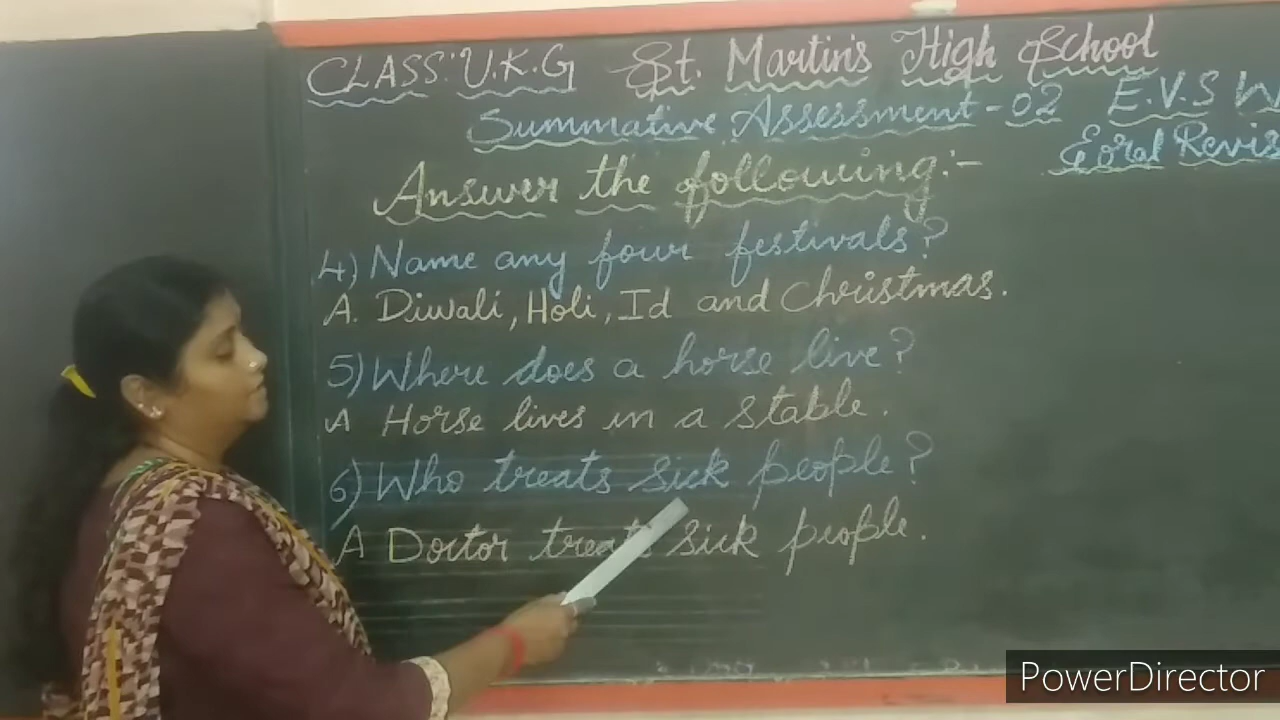 CLASS: U.K.G St. Martin's High School
Summative Assessment-02 E.V.S W
Eoral Revis
Answer the following:-
4) Name any four festivals?
A. Diwali, Holi, Id and Christmas.
5) Where does a horse live?
A Horse lives in a stable.
6) Who treats sick people?
A Doctor treats sick people.
PowerDirector